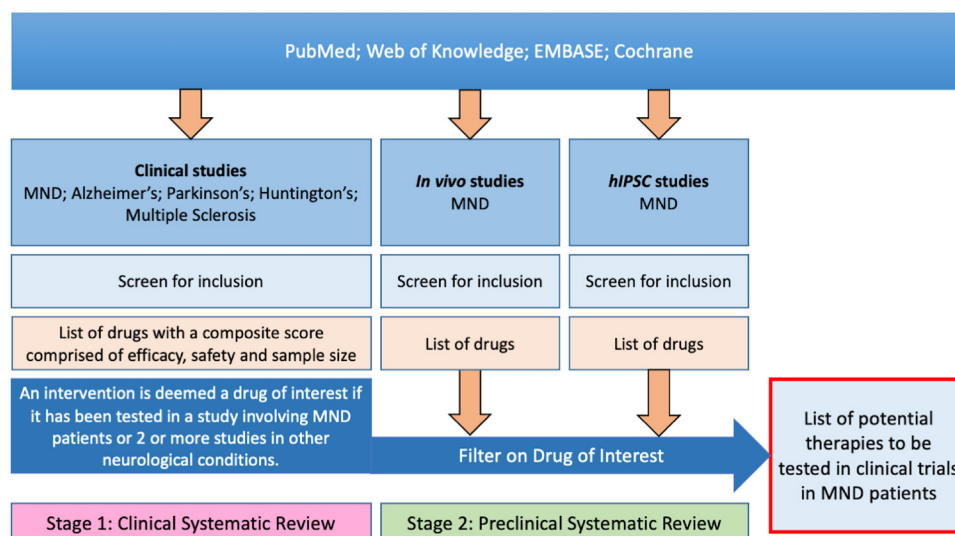 PubMed; Web of Knowledge; EMBASE; Cochrane
Clinical studies
MND; Alzheimer's; Parkinson's; Huntington's;
Multiple Sclerosis
In vivo studies
MND
hIPSC studies
MND
Screen for inclusion
Screen for inclusion
Screen for inclusion
List of drugs with a composite score
comprised of efficacy, safety and sample size
List of drugs
List of drugs
An intervention is deemed a drug of interest if
it has been tested in a study involving MND
patients or 2 or more studies in other
neurological conditions.
Filter on Drug of Interest
List of potential
therapies to be
tested in clinical trials
in MND patients
Stage 1: Clinical Systematic Review
Stage 2: Preclinical Systematic Review